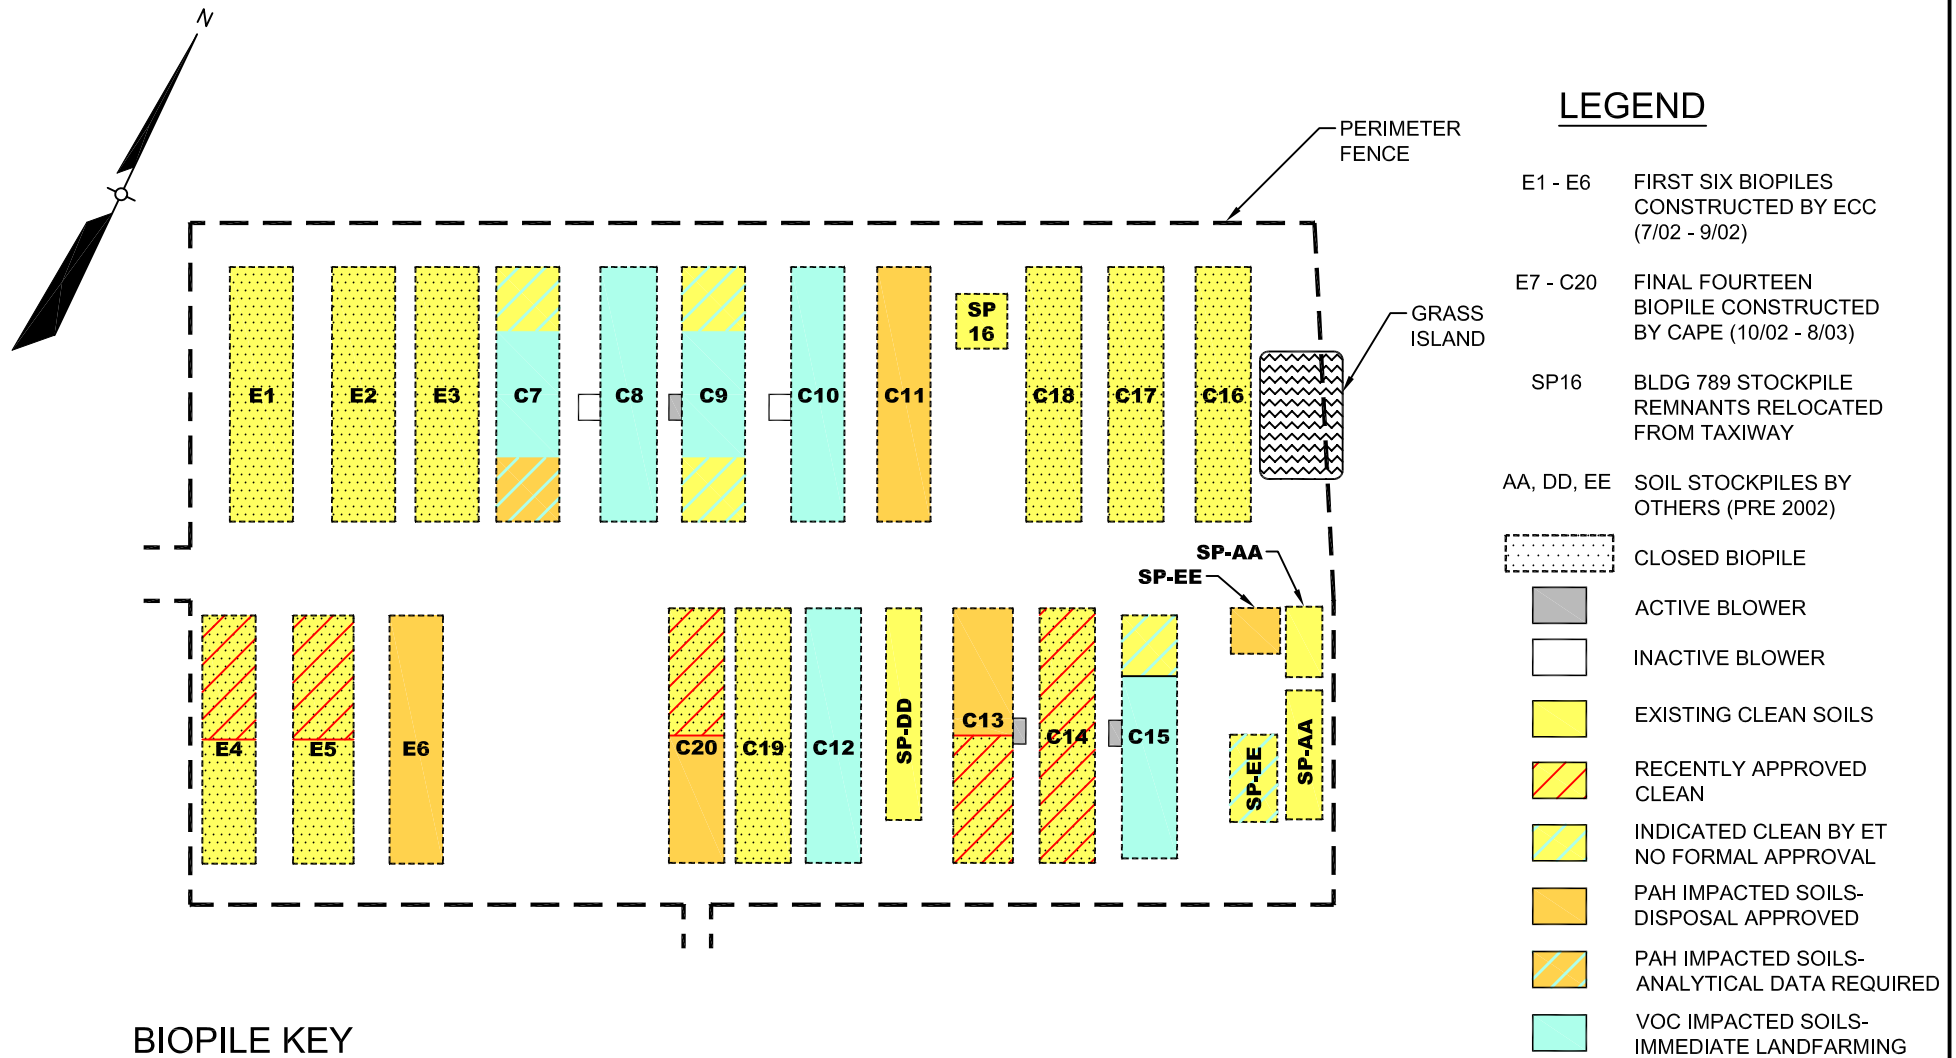 N
PERIMETER
FENCE
GRASS
ISLAND
E1
E2
E3
C7
C8
C9
C10
C11
SP
16
C18
C17
C16
SP-AA
SP-EE
E4
E5
E6
C20
C19
C12
SP-DD
C13
C14
C15
SP-EE
SP-AA
BIOPILE KEY
LEGEND
E1 - E6 FIRST SIX BIOPILES
CONSTRUCTED BY ECC
(7/02 - 9/02)
E7 - C20 FINAL FOURTEEN
BIOPILE CONSTRUCTED
BY CAPE (10/02 - 8/03)
SP16 BLDG 789 STOCKPILE
REMNANTS RELOCATED
FROM TAXIWAY
AA, DD, EE SOIL STOCKPILES BY
OTHERS (PRE 2002)
CLOSED BIOPILE
ACTIVE BLOWER
INACTIVE BLOWER
EXISTING CLEAN SOILS
RECENTLY APPROVED
CLEAN
INDICATED CLEAN BY ET
NO FORMAL APPROVAL
PAH IMPACTED SOILS-
DISPOSAL APPROVED
PAH IMPACTED SOILS-
ANALYTICAL DATA REQUIRED
VOC IMPACTED SOILS-
IMMEDIATE LANDFARMING